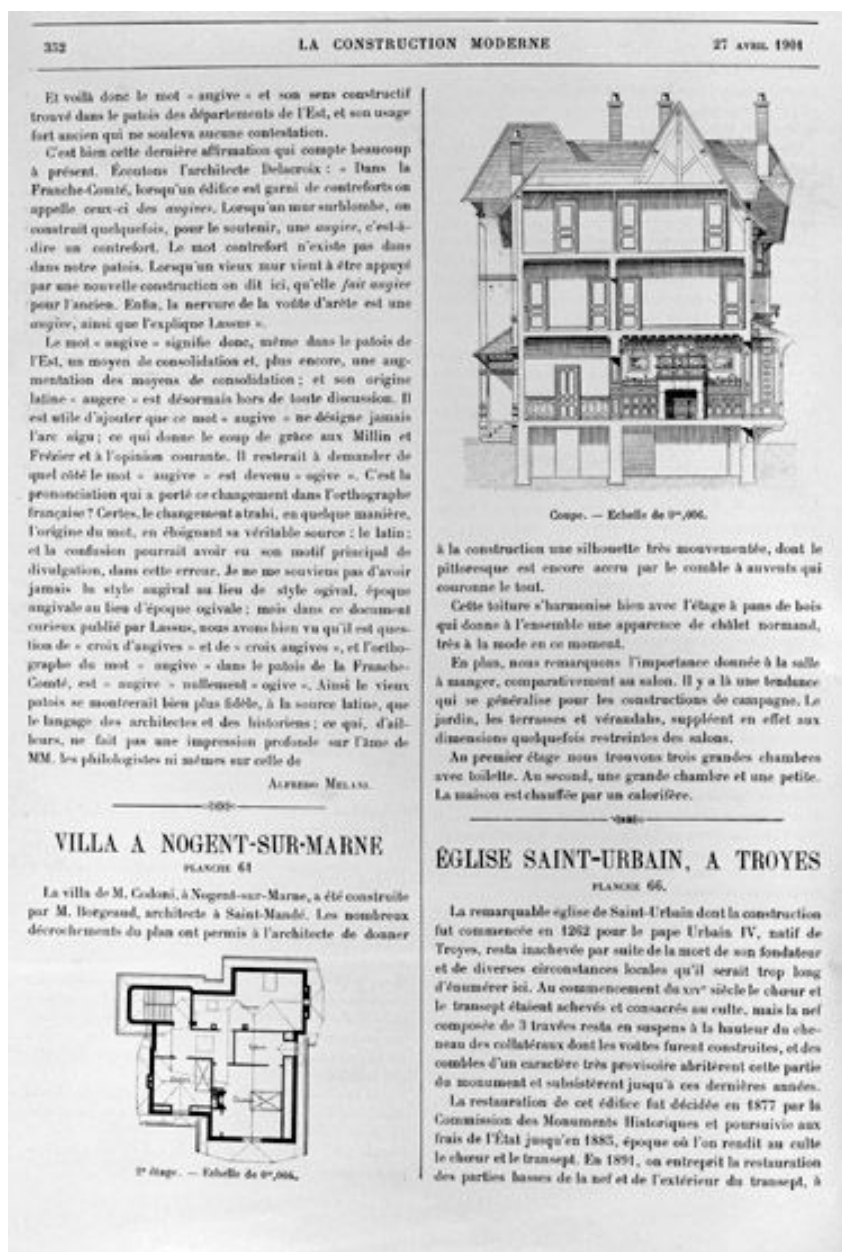 352
LA CONSTRUCTION MODERNE
27 AVRIL 1901
Et voilà donc le mot « augive » et son sens constructif
trouvé dans le patois des départements de l'Est, et son usage
fort ancien qui ne souleva aucune contestation.
C'est bien cette dernière affirmation qui compte beaucoup
à présent. Écoutons l'architecte Delacroix : « Dans la
Franche-Comté, lorsqu'un édifice est garni de contreforts on
appelle ceux-ci des augives. Lorsqu'un mur surblombe, on
construit quelquefois, pour le soutenir, une augive, c'est-à-
dire un contrefort. Le mot contrefort n'existe pas dans
dans notre patois. Lorsqu'un vieux mur vient à être appuyé
par une nouvelle construction on dit ici, qu'elle fait augive
pour l'ancien. Enfin, la nervure de la voûte d'arête est une
augive, ainsi que l'explique Lassus ».
Le mot « augive » signifie donc, même dans le patois de
l'Est, un moyen de consolidation et, plus encore, une aug-
mentation des moyens de consolidation ; et son origine
latine « augere » est désormais hors de toute discussion. Il
est utile d'ajouter que ce mot « augive » ne désigne jamais
l'arc aigu ; ce qui donne le coup de grâce aux Millin et
Frézier et à l'opinion courante. Il resterait à demander de
quel côté le mot « augive » est devenu « ogive ». C'est la
prononciation qui a porté ce changement dans l'orthographe
française ? Certes, le changement a trahi, en quelque manière,
l'origine du mot, en éloignant sa véritable source : le latin ;
et la confusion pourrait avoir eu son motif principal de
divulgation, dans cette erreur. Je ne me souviens pas d'avoir
jamais lu style augival au lieu de style ogival, époque
augivale au lieu d'époque ogivale ; mais dans ce document
curieux publié par Lassus, nous avons bien vu qu'il est ques-
tion de « croix d'augives » et de « croix augives », et l'ortho-
graphe du mot « augive » dans le patois de la Franche-
Comté, est « augive » nullement « ogive ». Ainsi le vieux
patois se montrerait bien plus fidèle, à la source latine, que
le langage des architectes et des historiens ; ce qui, d'ail-
leurs, ne fait pas une impression profonde sur l'âme de
MM. les philologistes ni mêmes sur celle de
ALFREDO MELANI.
VILLA A NOGENT-SUR-MARNE
PLANCHE 61
La villa de M. Codoni, à Nogent-sur-Marne, a été construite
par M. Borgeaud, architecte à Saint-Mandé. Les nombreux
décrochements du plan ont permis à l'architecte de donner
2e étage. — Echelle de 0m,006.
Coupe. — Echelle de 0m,006.
à la construction une silhouette très mouvementée, dont le
pittoresque est encore accru par le comble à auvents qui
couronne le tout.
Cette toiture s'harmonise bien avec l'étage à pans de bois
qui donne à l'ensemble une apparence de châlet normand,
très à la mode en ce moment.
En plan, nous remarquons l'importance donnée à la salle
à manger, comparativement au salon. Il y a là une tendance
qui se généralise pour les constructions de campagne. Le
jardin, les terrasses et vérandahs, suppléent en effet aux
dimensions quelquefois restreintes des salons.
Au premier étage nous trouvons trois grandes chambres
avec toilette. Au second, une grande chambre et une petite.
La maison est chauffée par un calorifère.
ÉGLISE SAINT-URBAIN, A TROYES
PLANCHE 66.
La remarquable église de Saint-Urbain dont la construction
fut commencée en 1262 pour le pape Urbain IV, natif de
Troyes, resta inachevée par suite de la mort de son fondateur
et de diverses circonstances locales qu'il serait trop long
d'énumérer ici. Au commencement du XIVe siècle le chœur et
le transept étaient achevés et consacrés au culte, mais la nef
composée de 3 travées resta en suspens à la hauteur du che-
neau des collatéraux dont les voûtes furent construites, et des
combles d'un caractère très provisoire abritèrent cette partie
du monument et subsistèrent jusqu'à ces dernières années.
La restauration de cet édifice fut décidée en 1877 par la
Commission des Monuments Historiques et poursuivie aux
frais de l'État jusqu'en 1885, époque où l'on rendit au culte
le chœur et le transept. En 1891, on entreprit la restauration
des parties basses de la nef et de l'extérieur du transept, à